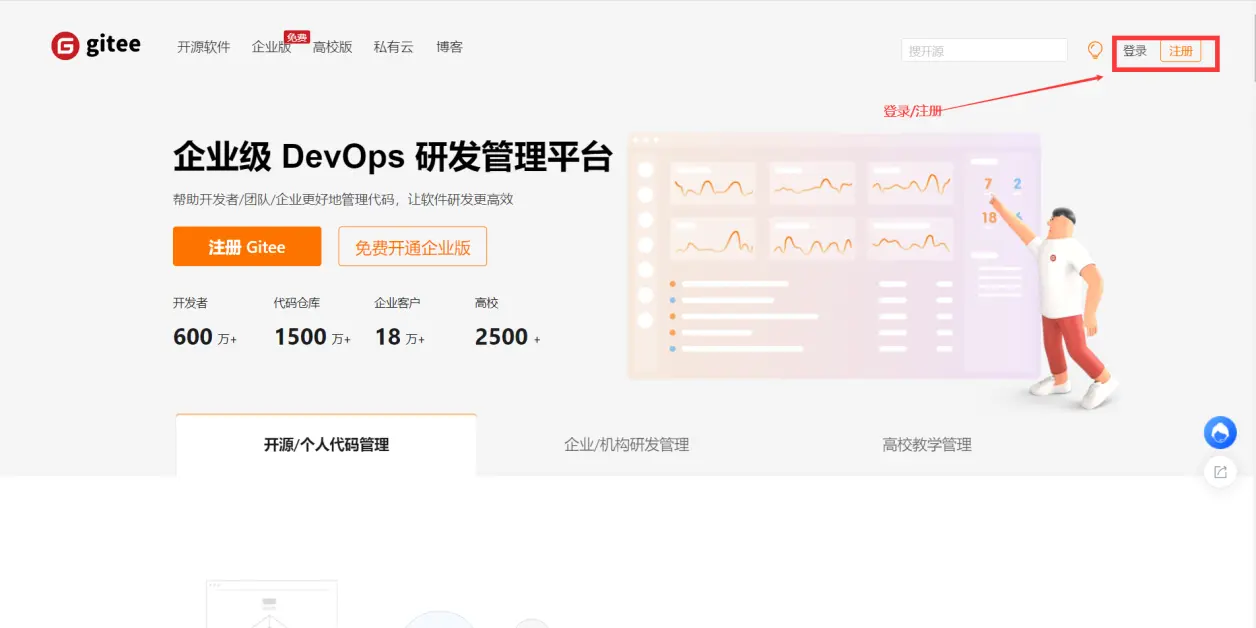 gitee
开源软件 企业版 免费 高校版 私有云 博客
搜开源
登录 注册
登录/注册
企业级 DevOps 研发管理平台
帮助开发者/团队/企业更好地管理代码，让软件研发更高效
注册 Gitee 免费开通企业版
开发者 代码仓库 企业客户 高校
600 万+ 1500 万+ 18 万+ 2500 +
7 2
18
开源/个人代码管理 企业/机构研发管理 高校教学管理